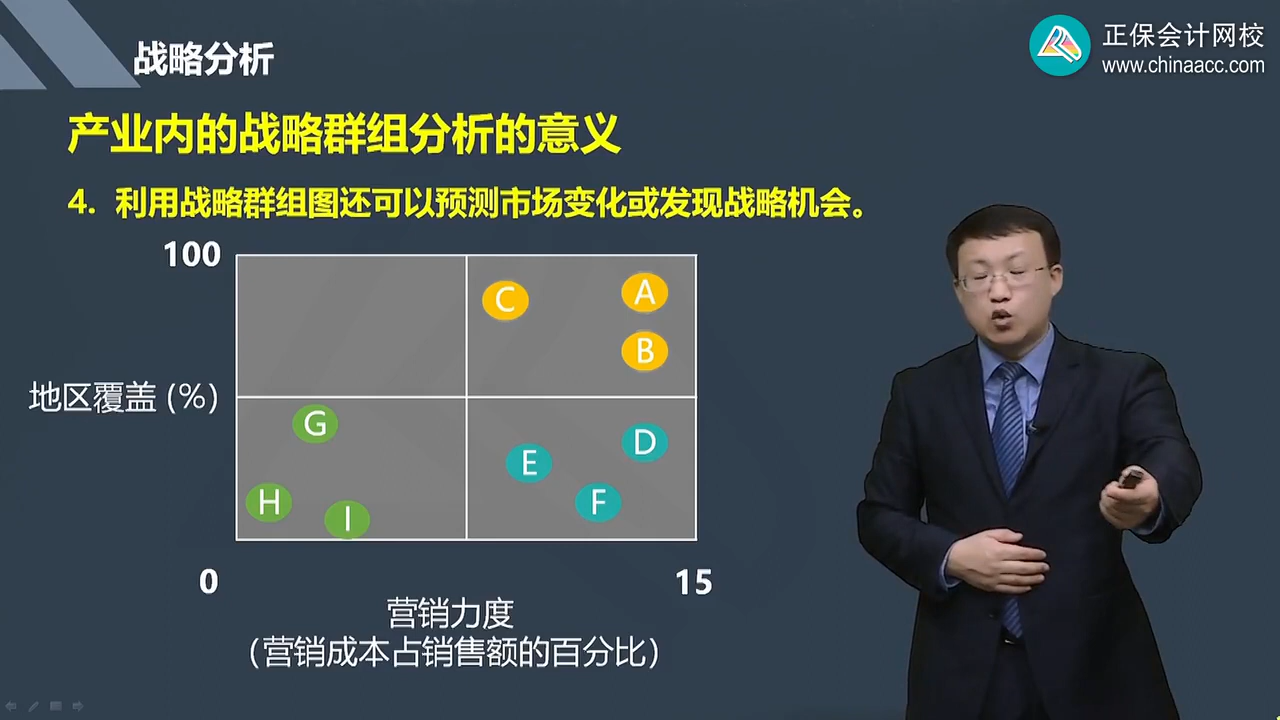 战略分析
正保会计网校
www.chinaacc.com
产业内的战略群组分析的意义
4. 利用战略群组图还可以预测市场变化或发现战略机会。
100
C
A
B
地区覆盖(%)
G
D
E
H
F
I
0
15
营销力度
（营销成本占销售额的百分比）